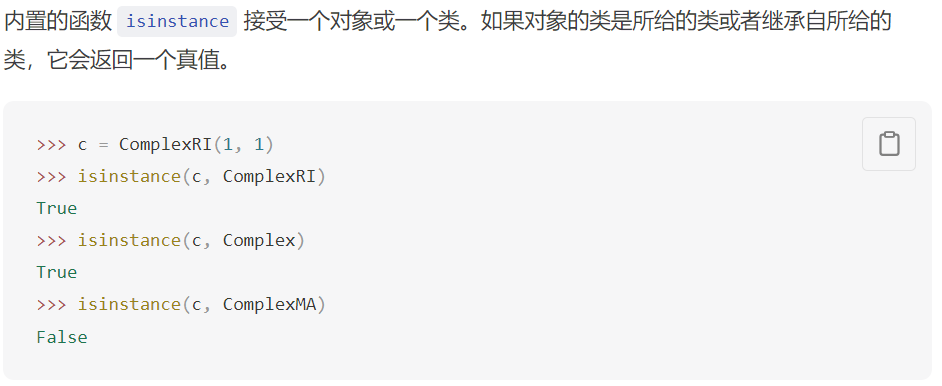 内置的函数 isinstance 接受一个对象或一个类。如果对象的类是所给的类或者继承自所给的
类，它会返回一个真值。
>>> c = ComplexRI(1, 1)
>>> isinstance(c, ComplexRI)
True
>>> isinstance(c, Complex)
True
>>> isinstance(c, ComplexMA)
False